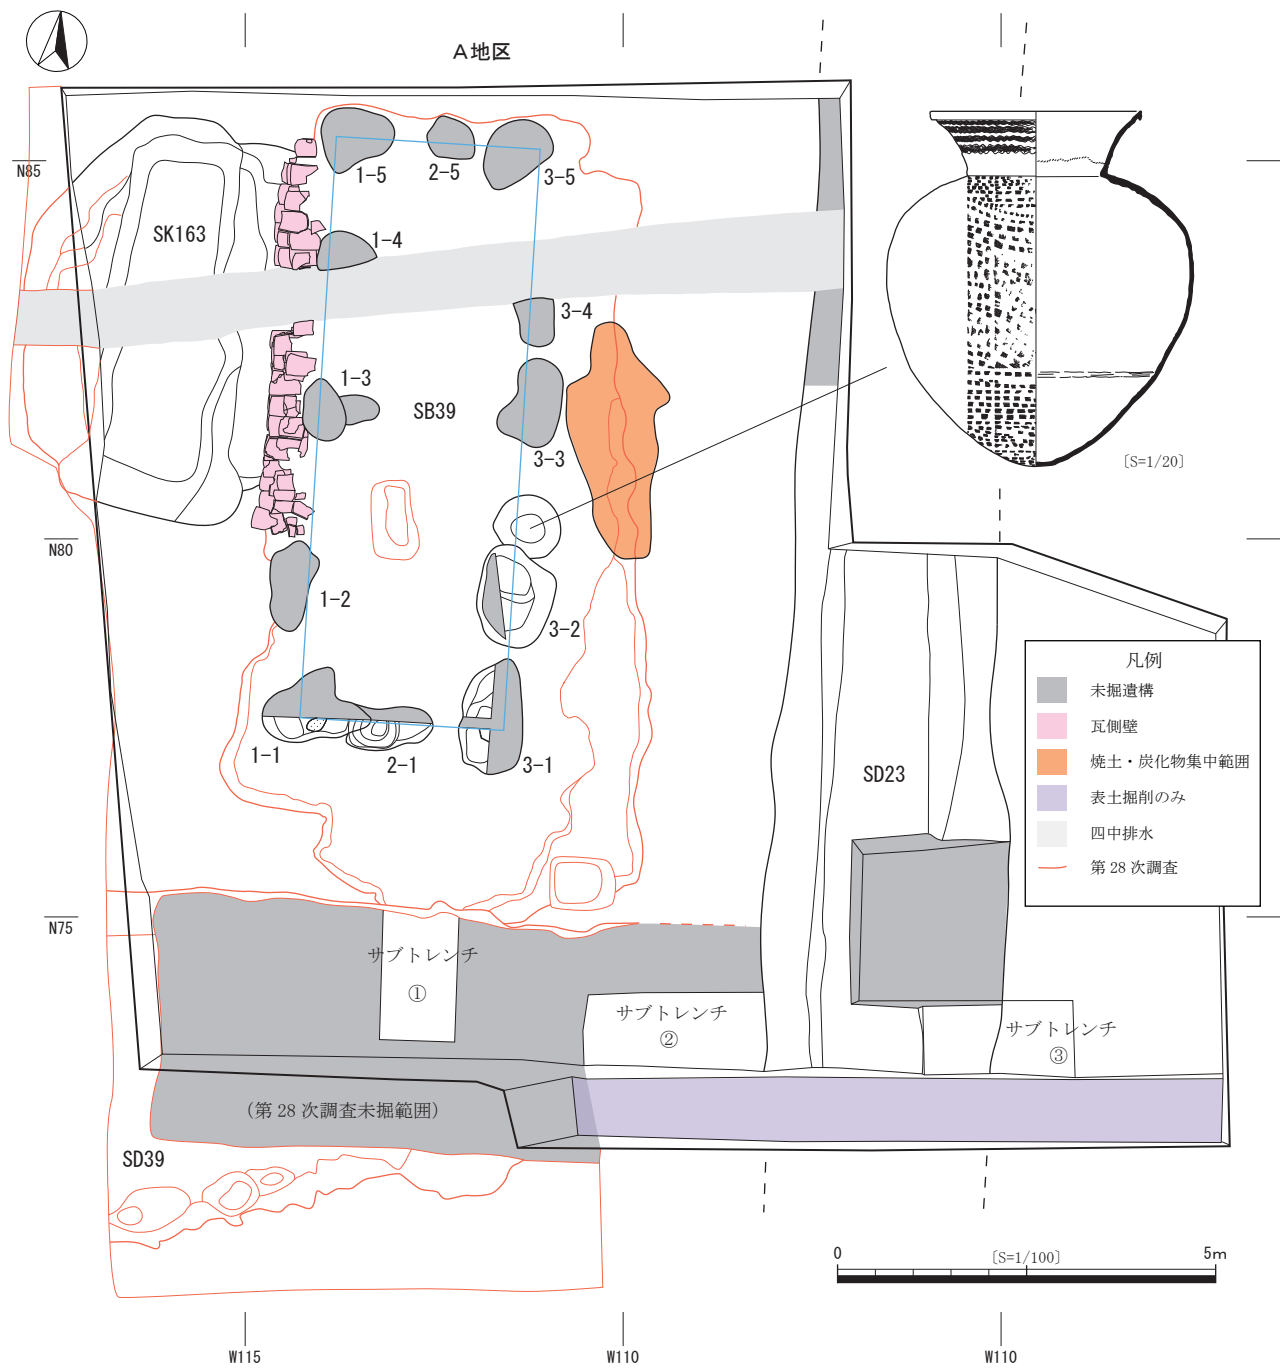 A地区
N85
SK163
1-5
2-5
3-5
1-4
3-4
1-3
SB39
3-3
〔S=1/20〕
N80
1-2
3-2
1-1
2-1
3-1
SD23
凡例
未掘遺構
瓦側壁
焼土・炭化物集中範囲
表土掘削のみ
四中排水
第 28 次調査
N75
サブトレンチ
①
サブトレンチ
②
サブトレンチ
③
(第 28 次調査未掘範囲)
SD39
0
〔S=1/100〕
5m
W115
W110
W110